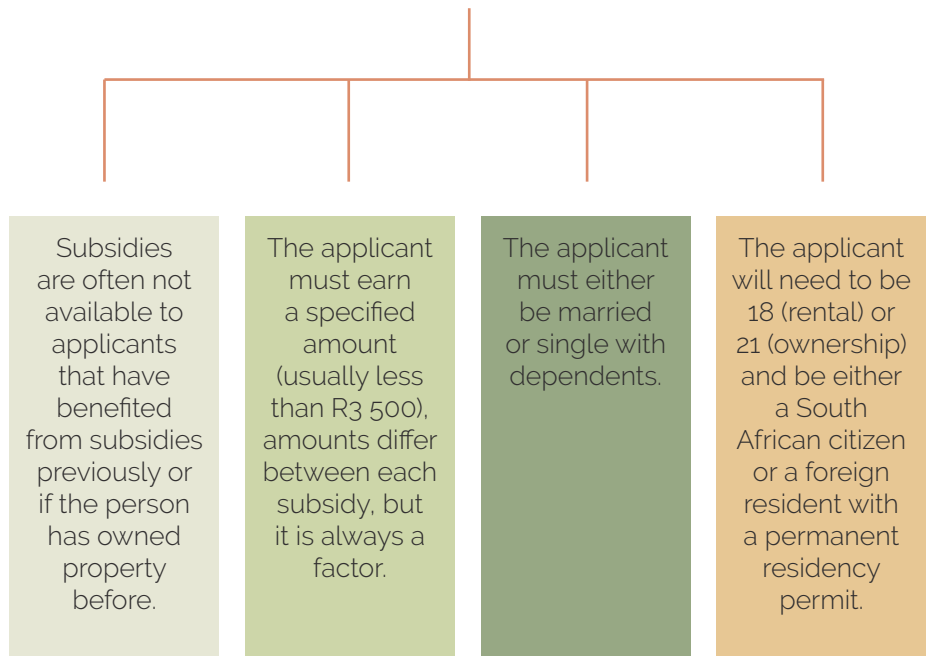 Subsidies
are often not
available to
applicants
that have
benefited
from subsidies
previously or
if the person
has owned
property
before.
The applicant
must earn
a specified
amount
(usually less
than R3 500),
amounts differ
between each
subsidy, but
it is always a
factor.
The applicant
must either
be married
or single with
dependents.
The applicant
will need to be
18 (rental) or
21 (ownership)
and be either
a South
African citizen
or a foreign
resident with
a permanent
residency
permit.